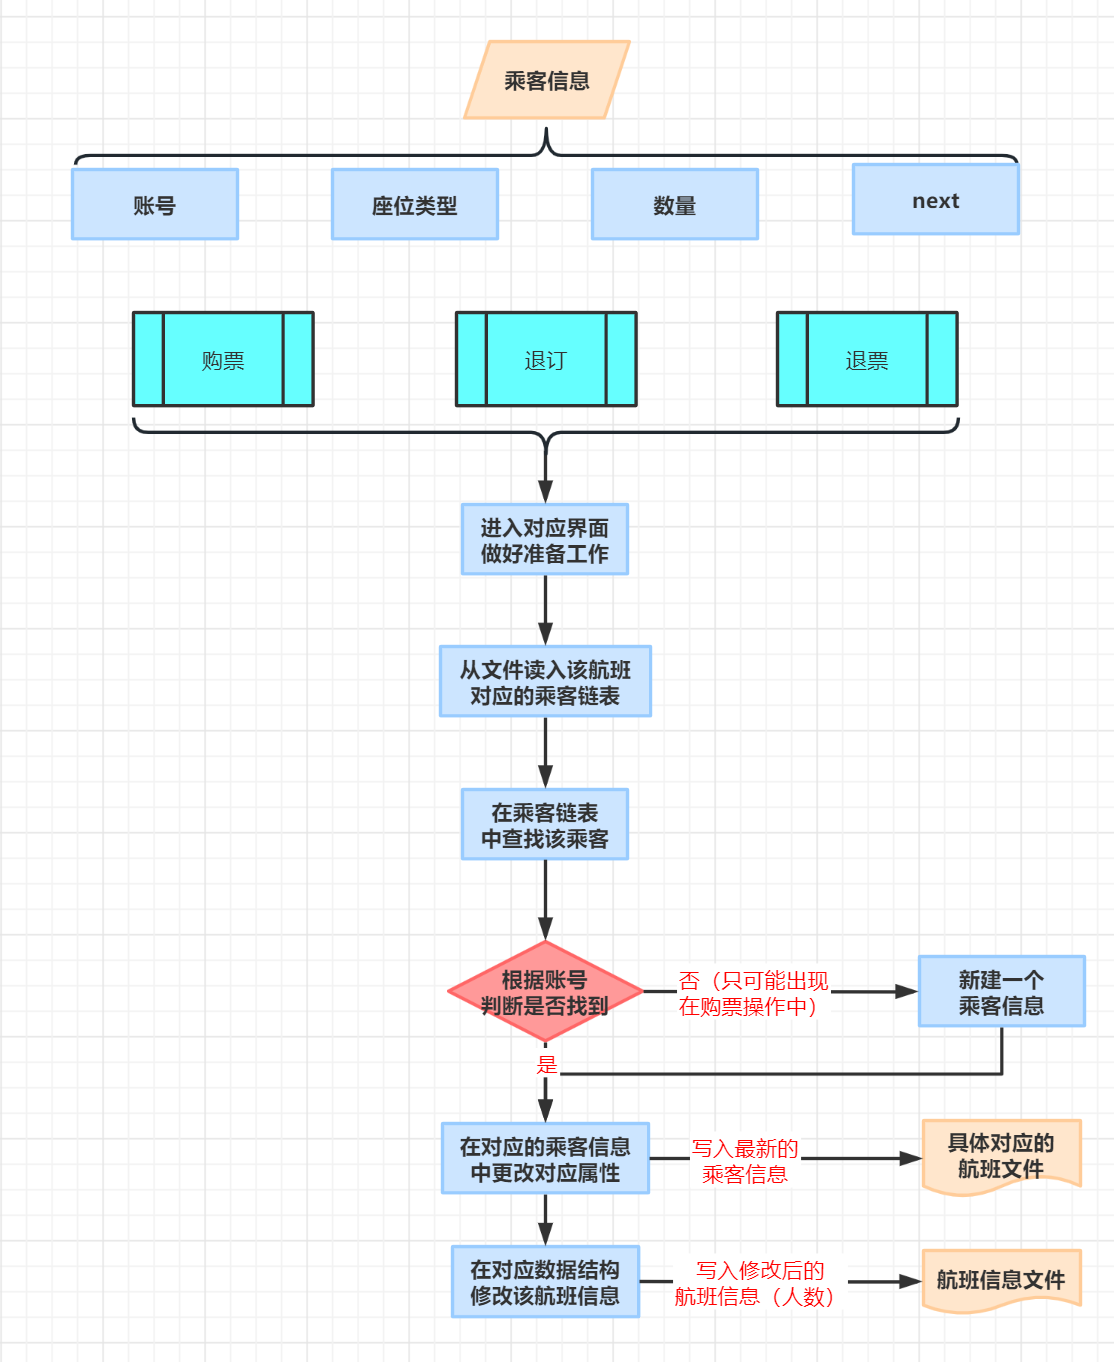 乘客信息
账号
座位类型
数量
next
购票
退订
退票
进入对应界面
做好准备工作
从文件读入该航班
对应的乘客链表
在乘客链表
中查找该乘客
根据账号
判断是否找到
否（只可能出现
在购票操作中）
新建一个
乘客信息
是
在对应的乘客信息
中更改对应属性
写入最新的
乘客信息
具体对应的
航班文件
在对应数据结构
修改该航班信息
写入修改后的
航班信息（人数）
航班信息文件